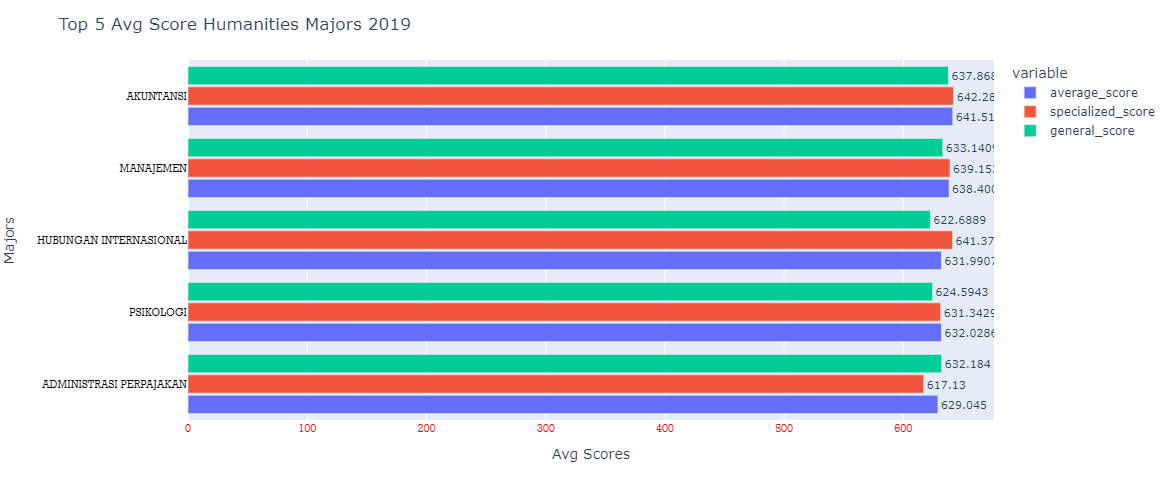 Top 5 Avg Score Humanities Majors 2019
variable
average_score
specialized_score
general_score
Majors
AKUNTANSI
637.868
642.28
641.51
MANAJEMEN
633.1409
639.153
638.400
HUBUNGAN INTERNASIONAL
622.6889
641.37
631.9907
PSIKOLOGI
624.5943
631.3429
632.0286
ADMINISTRASI PERPAJAKAN
632.184
617.13
629.045
0 100 200 300 400 500 600
Avg Scores